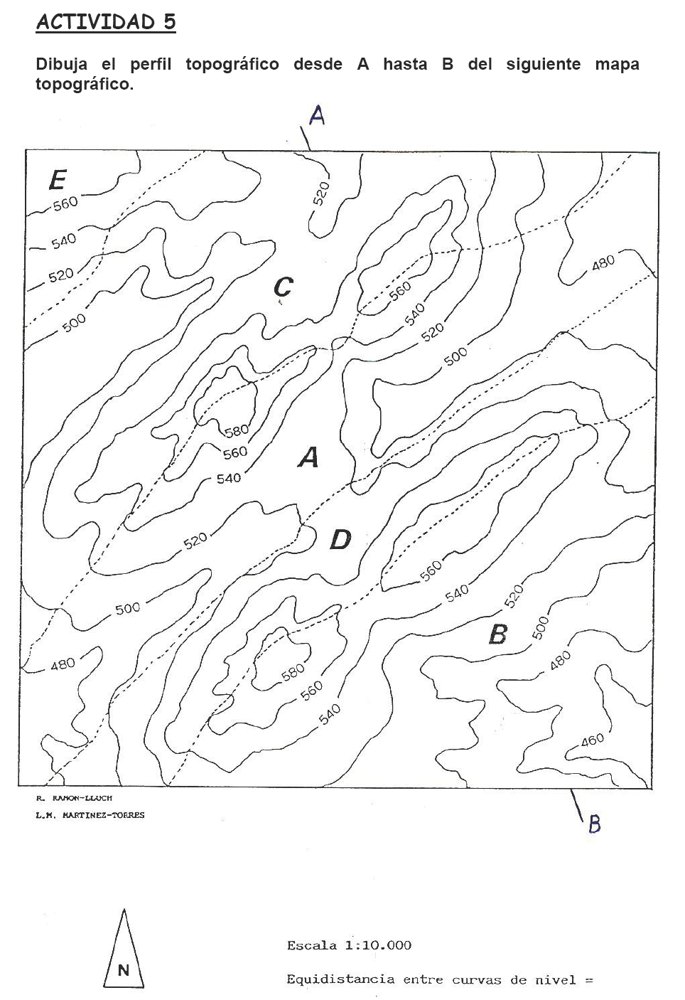 ACTIVIDAD 5
Dibuja el perfil topográfico desde A hasta B del siguiente mapa
topográfico.
A
E
560
520
540
480
520
C
560
540
500
520
500
580
560
A
540
520
D
560
540
520
500
B
500
480
480
580
560
540
460
R. RAMON-LLUCH
L.M. MARTINEZ-TORRES
B
N
Escala 1:10.000
Equidistancia entre curvas de nivel =